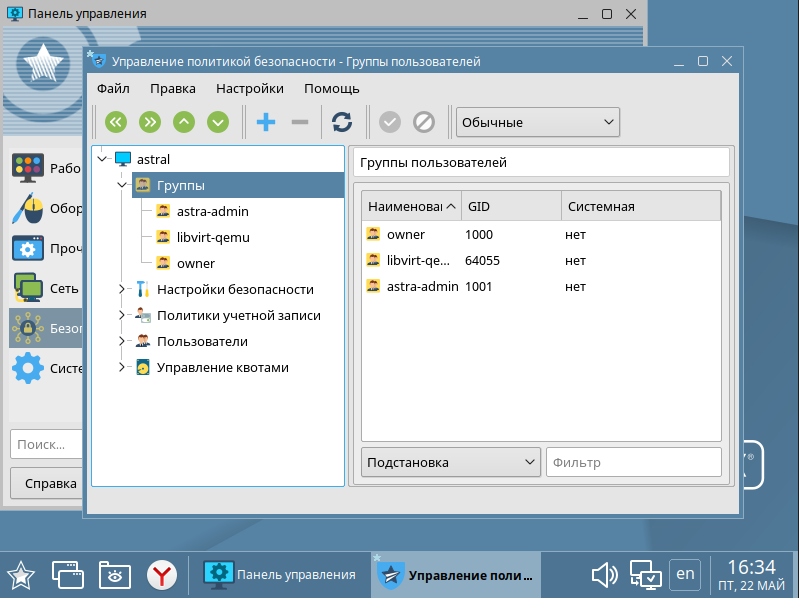 Панель управления
Управление политикой безопасности - Группы пользователей
Файл Правка Настройки Помощь
Обычные
Рабо
Обор
Проч
Сеть
Безоп
Систе
Поиск...
Справка
astral
Группы
astra-admin
libvirt-qemu
owner
Настройки безопасности
Политики учетной записи
Пользователи
Управление квотами
Группы пользователей
Наименован GID Системная
owner 1000 нет
libvirt-qe... 64055 нет
astra-admin 1001 нет
Подстановка Фильтр
®
Панель управления
Управление поли...
en
16:34
ПТ, 22 МАЙ